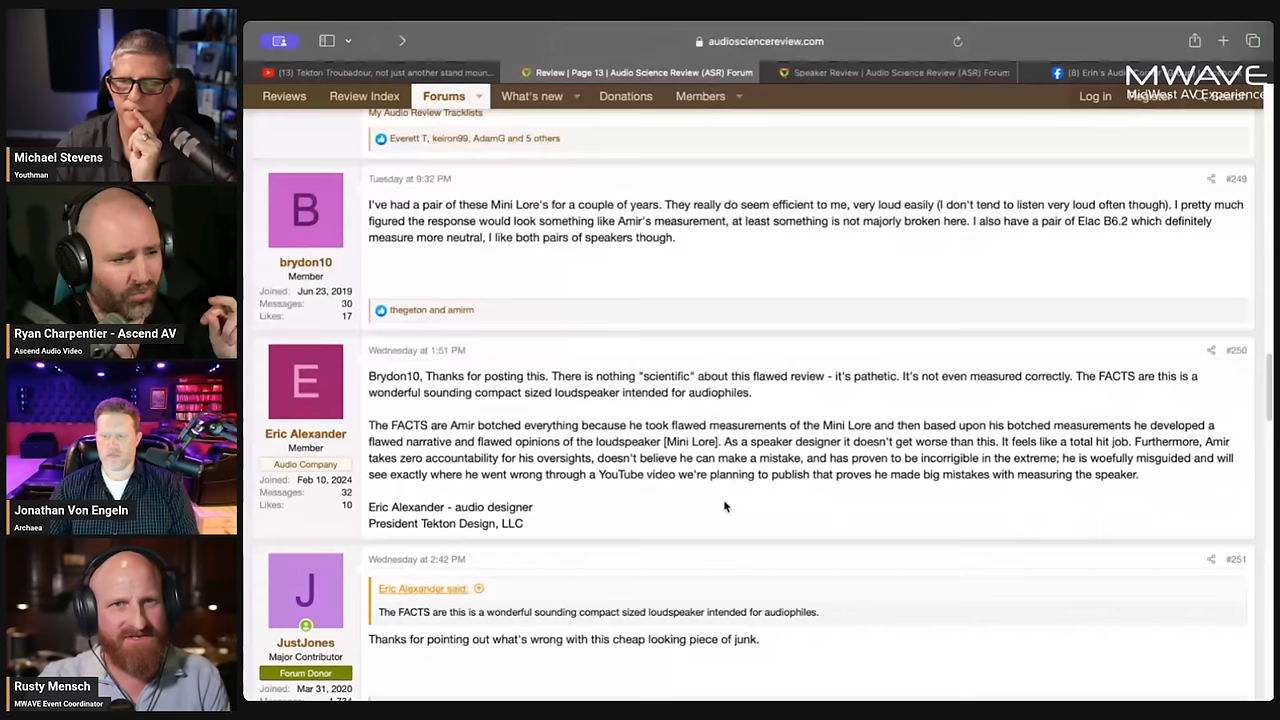 Michael Stevens
Youthman
Ryan Charpentier - Ascend AV
Ascend Audio Video
Jonathan Von Engeln
Archaea
Rusty Mensch
MWAVE Event Coordinator
audiosciencereview.com
(13) Tekton Troubadour, not just another stand moun...
Review | Page 13 | Audio Science Review (ASR) Forum
Speaker Review | Audio Science Review (ASR) Forum
(8) Erin's Aud
MWAVE
MidWest AV Experience
Reviews
Review Index
Forums
What's new
Donations
Members
Log in
My Audio Review Tracklists
Everett T, keiron99, AdamG and 5 others
B
brydon10
Member
Joined: Jun 23, 2019
Messages: 30
Likes: 17
Tuesday at 9:32 PM
#249
I've had a pair of these Mini Lore's for a couple of years. They really do seem efficient to me, very loud easily (I don't tend to listen very loud often though). I pretty much
figured the response would look something like Amir's measurement, at least something is not majorly broken here. I also have a pair of Elac B6.2 which definitely
measure more neutral, I like both pairs of speakers though.
thegeton and amirm
E
Eric Alexander
Member
Audio Company
Joined: Feb 10, 2024
Messages: 32
Likes: 10
Wednesday at 1:51 PM
#250
Brydon10, Thanks for posting this. There is nothing "scientific" about this flawed review - it's pathetic. It's not even measured correctly. The FACTS are this is a
wonderful sounding compact sized loudspeaker intended for audiophiles.
The FACTS are Amir botched everything because he took flawed measurements of the Mini Lore and then based upon his botched measurements he developed a
flawed narrative and flawed opinions of the loudspeaker [Mini Lore]. As a speaker designer it doesn't get worse than this. It feels like a total hit job. Furthermore, Amir
takes zero accountability for his oversights, doesn't believe he can make a mistake, and has proven to be incorrigible in the extreme; he is woefully misguided and will
see exactly where he went wrong through a YouTube video we're planning to publish that proves he made big mistakes with measuring the speaker.
Eric Alexander - audio designer
President Tekton Design, LLC
J
JustJones
Major Contributor
Forum Donor
Joined: Mar 31, 2020
Wednesday at 2:42 PM
#251
Eric Alexander said:
The FACTS are this is a wonderful sounding compact sized loudspeaker intended for audiophiles.
Thanks for pointing out what's wrong with this cheap looking piece of junk.